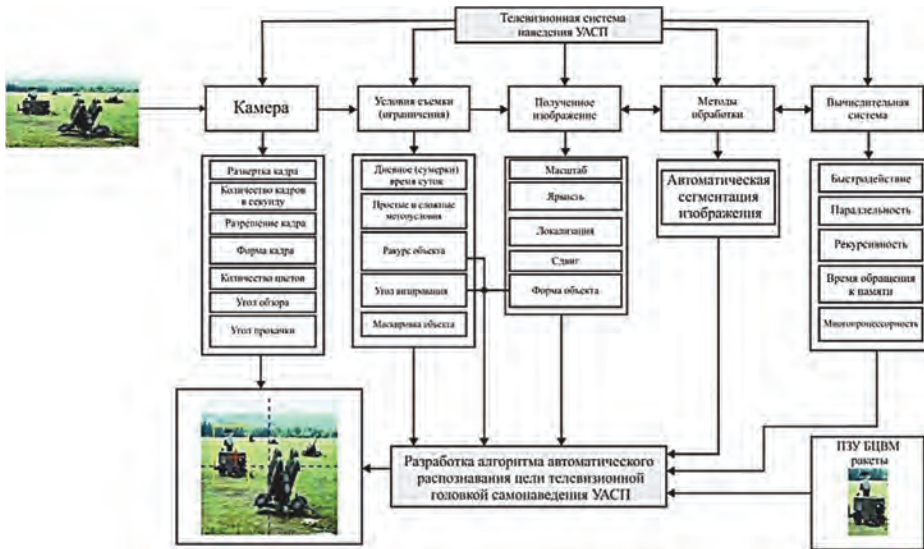 Телевизионная система
наведения УАСП
Камера
Условия съемки
(ограничения)
Полученное
изображение
Методы
обработки
Вычислительная
система
Развертка кадра
Количество кадров
в секунду
Разрешение кадра
Форма кадра
Количество цветов
Угол обзора
Угол прокачки
Дневное (сумерки)
время суток
Простые и сложные
метоусловия
Ракурс объекта
Угол визирования
Маскировка объекта
Масштаб
Яркость
Локализация
Сдвиг
Форма объекта
Автоматическая
сегментация
изображения
Быстродействие
Параллельность
Рекурсивность
Время обращения
к памяти
Многопроцессорность
Разработка алгоритма автоматического
распознавания цели телевизионной
головкой самонаведения УАСП
ПЗУ БЦВМ
ракеты